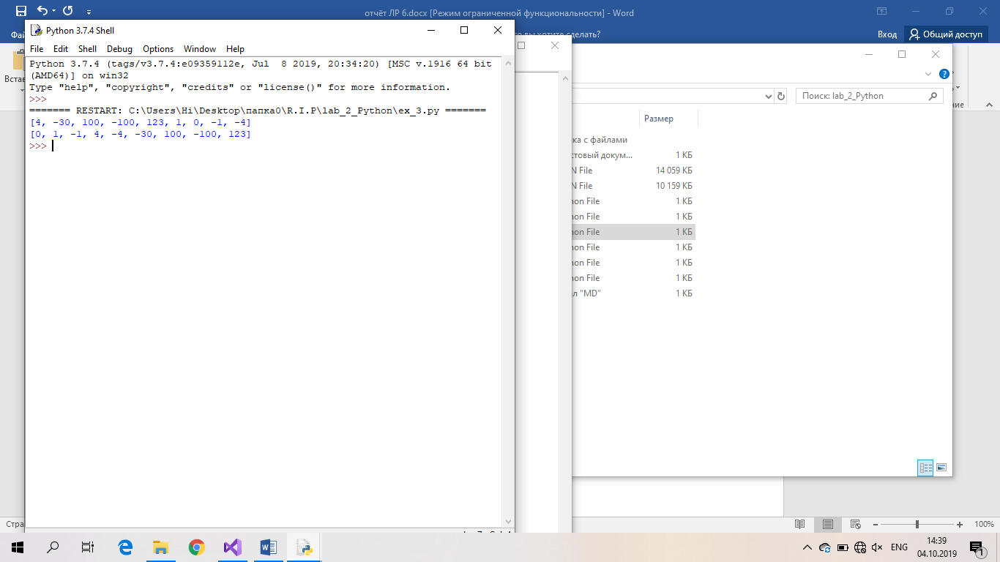 отчёт ЛР 6.docx [Режим ограниченной функциональности] - Word
Вход
Общий доступ
сделать?
Python 3.7.4 Shell
File Edit Shell Debug Options Window Help
Python 3.7.4 (tags/v3.7.4:e09359112e, Jul  8 2019, 20:34:20) [MSC v.1916 64 bit
(AMD64)] on win32
Type "help", "copyright", "credits" or "license()" for more information.
>>>
======= RESTART: C:\Users\Hi\Desktop\папка0\R.I.P\lab_2_Python\ex_3.py =======
[4, -30, 100, -100, 123, 1, 0, -1, -4]
[0, 1, -1, 4, -4, -30, 100, -100, 123]
>>>
Поиск: lab_2_Python
Размер
ка с файлами
стовый докум... 1 КБ
N File 14 059 КБ
N File 10 159 КБ
hon File 1 КБ
hon File 1 КБ
hon File 1 КБ
hon File 1 КБ
hon File 1 КБ
hon File 1 КБ
л "MD" 1 КБ
Встав
Стра
100%
ENG
14:39
04.10.2019
1